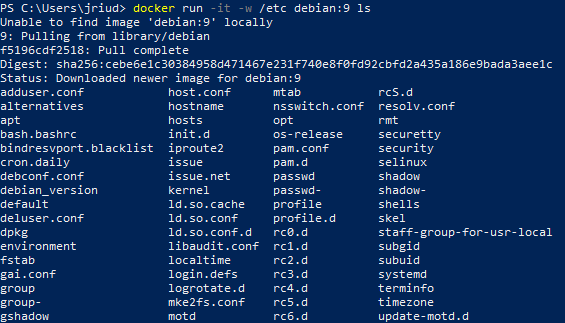 PS C:\Users\jriud> docker run -it -w /etc debian:9 ls
Unable to find image 'debian:9' locally
9: Pulling from library/debian
f5196cdf2518: Pull complete
Digest: sha256:cebe6e1c30384958d471467e231f740e8f0fd92cbfd2a435a186e9bada3aee1c
Status: Downloaded newer image for debian:9
adduser.conf host.conf mtab rcS.d
alternatives hostname nsswitch.conf resolv.conf
apt hosts opt rmt
bash.bashrc init.d os-release securetty
bindresvport.blacklist iproute2 pam.conf security
cron.daily issue pam.d selinux
debconf.conf issue.net passwd shadow
debian_version kernel passwd- shadow-
default ld.so.cache profile shells
deluser.conf ld.so.conf profile.d skel
dpkg ld.so.conf.d rc0.d staff-group-for-usr-local
environment libaudit.conf rc1.d subgid
fstab localtime rc2.d subuid
gai.conf login.defs rc3.d systemd
group logrotate.d rc4.d terminfo
group- mke2fs.conf rc5.d timezone
gshadow motd rc6.d update-motd.d